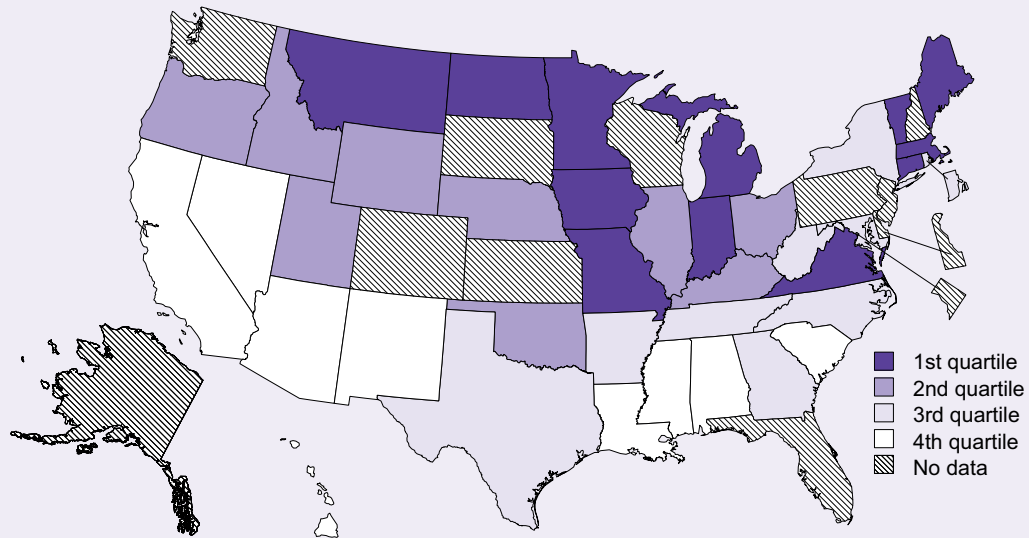 1st quartile
2nd quartile
3rd quartile
4th quartile
No data